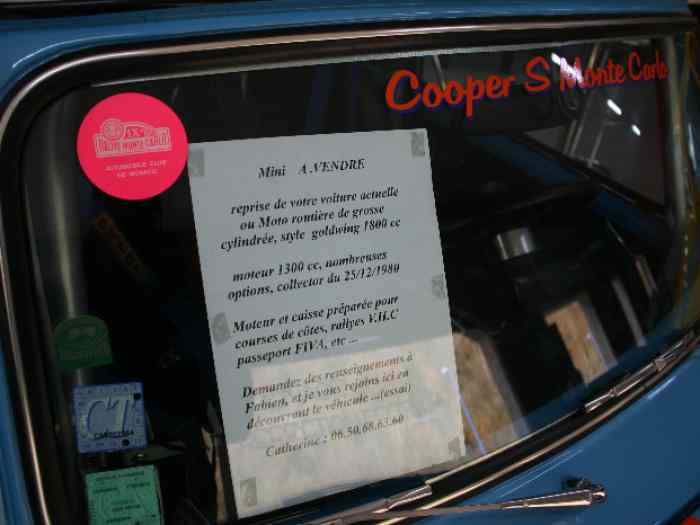 Cooper S Monte Carlo
RALLYE MONTE CARLO
AUTOMOBILE CLUB
DE MONACO
Mini A.VENDRE
reprise de votre voiture actuelle
ou Moto routière de grosse
cylindrée, style goldwing 1800 cc
moteur 1300 cc, nombreuses
options, collector du 25/12/1980
Moteur et caisse préparée pour
courses de côtes, rallyes V.H.C
passeport FIVA, etc ...
Demandez des renseignements à
Fabien, et je vous rejoins ici en
découvrant le véhicule ...(essai)
Catherine : 06.50.68.63.60
CT